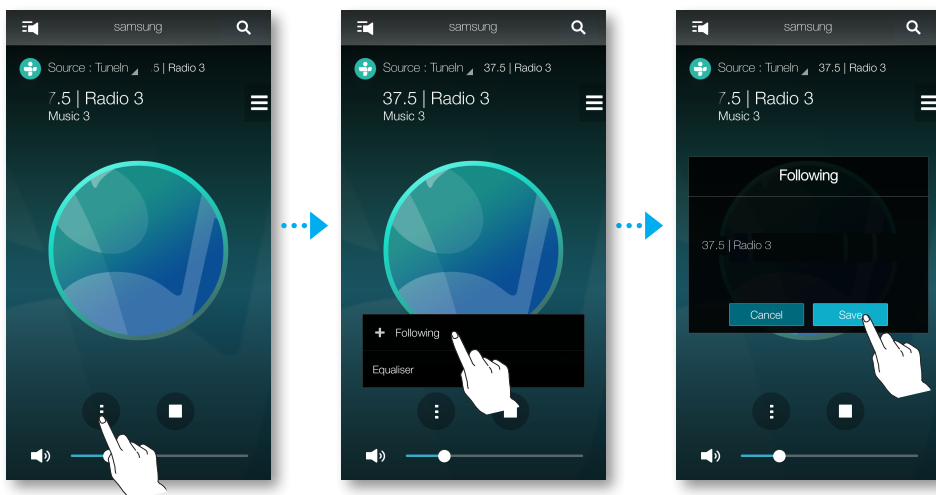 samsung
Source : TuneIn .5 | Radio 3
7.5 | Radio 3
Music 3
samsung
Source : TuneIn 37.5 | Radio 3
37.5 | Radio 3
Music 3
+ Following
Equaliser
samsung
Source : TuneIn 37.5 | Radio 3
7.5 | Radio 3
Music 3
Following
37.5 | Radio 3
Cancel Save